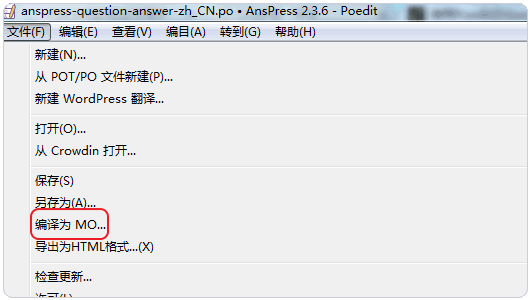 anspress-question-answer-zh_CN.po • AnsPress 2.3.6 - Poedit
文件(F) 编辑(E) 查看(V) 编目(A) 转到(G) 帮助(H)
新建(N)...
从 POT/PO 文件新建(P)...
新建 WordPress 翻译...
打开(O)...
从 Crowdin 打开...
保存(S)
另存为(A)...
编译为 MO...
导出为HTML格式...(X)
检查更新...